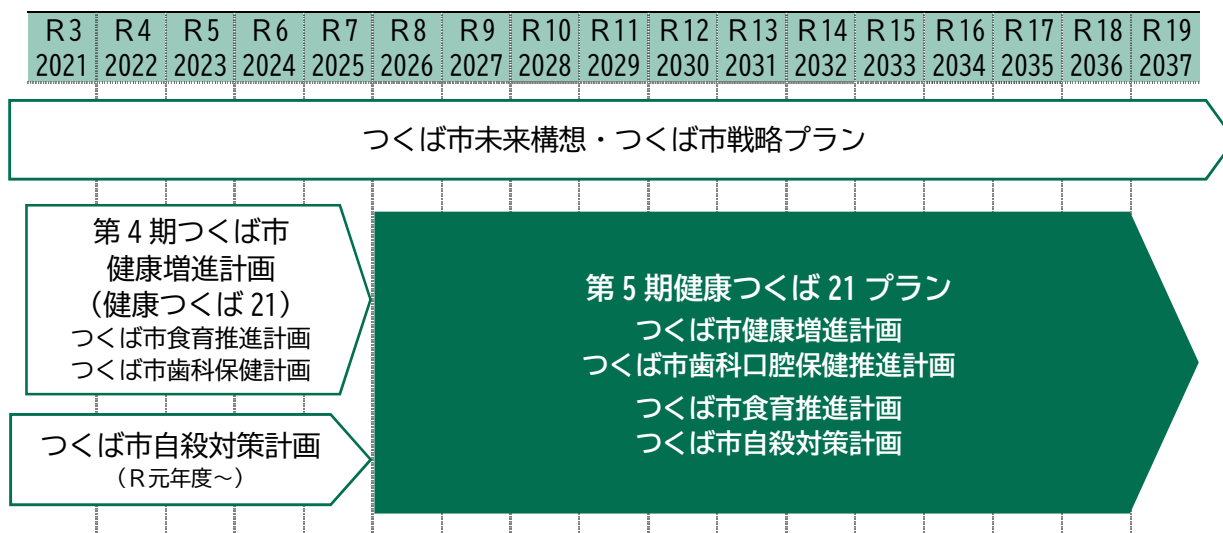 R3 R4 R5 R6 R7 R8 R9 R10 R11 R12 R13 R14 R15 R16 R17 R18 R19
2021 2022 2023 2024 2025 2026 2027 2028 2029 2030 2031 2032 2033 2034 2035 2036 2037
つくば市未来構想・つくば市戦略プラン
第4期つくば市
健康増進計画
(健康つくば21)
つくば市食育推進計画
つくば市歯科保健計画
つくば市自殺対策計画
(R元年度~)
第5期健康つくば21プラン
つくば市健康増進計画
つくば市歯科口腔保健推進計画
つくば市食育推進計画
つくば市自殺対策計画